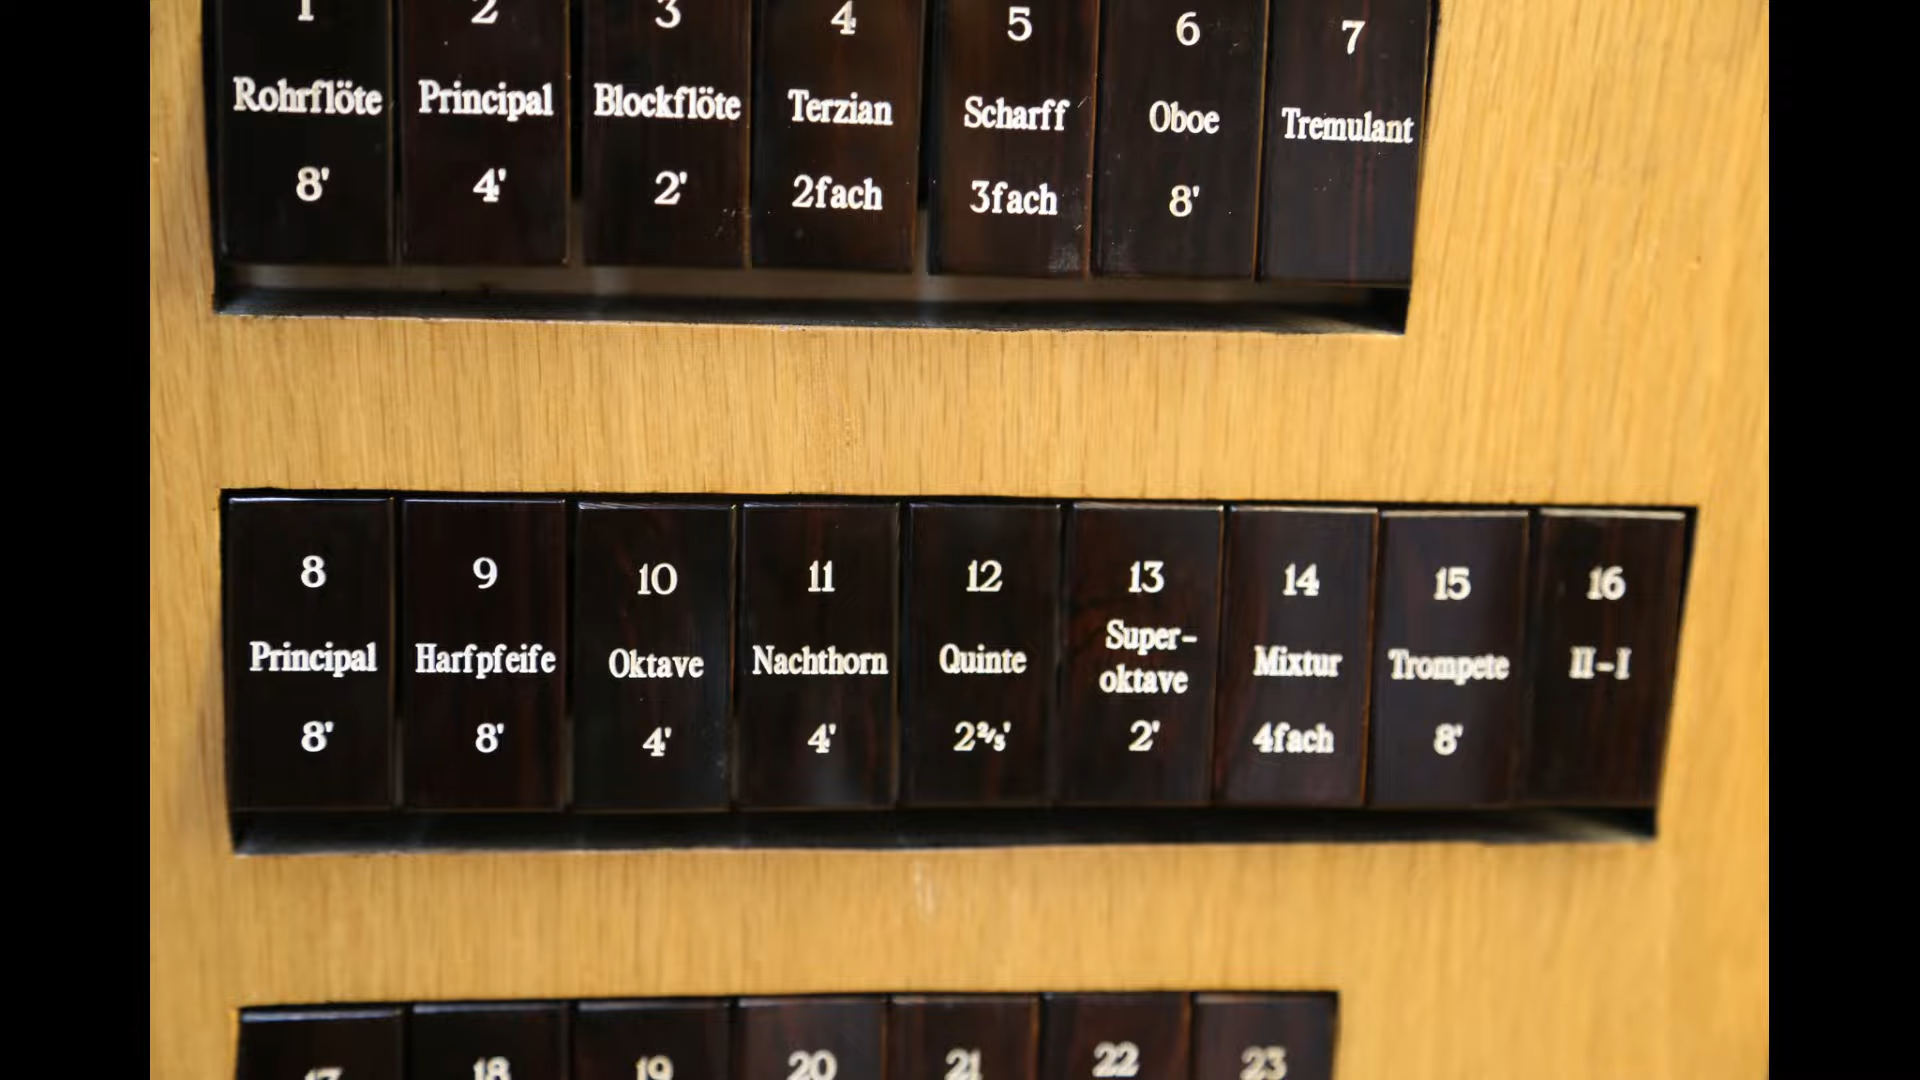 1 2 3 4 5 6 7
Rohrflöte Principal Blockflöte Terzian Scharff Oboe Tremulant
8' 4' 2' 2fach 3fach 8'
8 9 10 11 12 13 14 15 16
Principal Harfpfeife Oktave Nachthorn Quinte Super-oktave Mixtur Trompete II-I
8' 8' 4' 4' 2⅖' 2' 4fach 8'
17 18 19 20 21 22 23